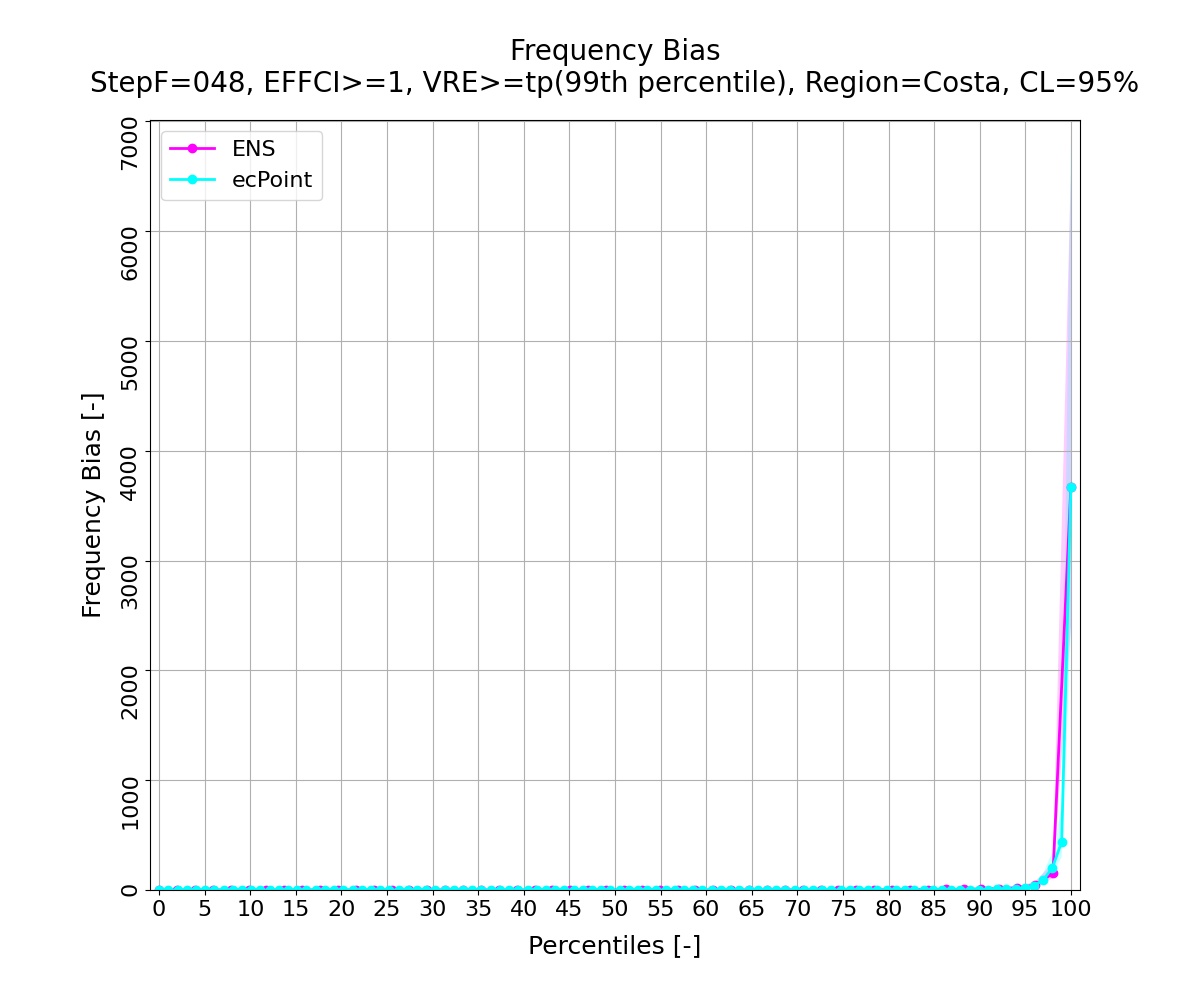 Frequency Bias
StepF=048, EFFCI>=1, VRE>=tp(99th percentile), Region=Costa, CL=95%
ENS
ecPoint
Frequency Bias [-]
7000
6000
5000
4000
3000
2000
1000
0
0 5 10 15 20 25 30 35 40 45 50 55 60 65 70 75 80 85 90 95 100
Percentiles [-]